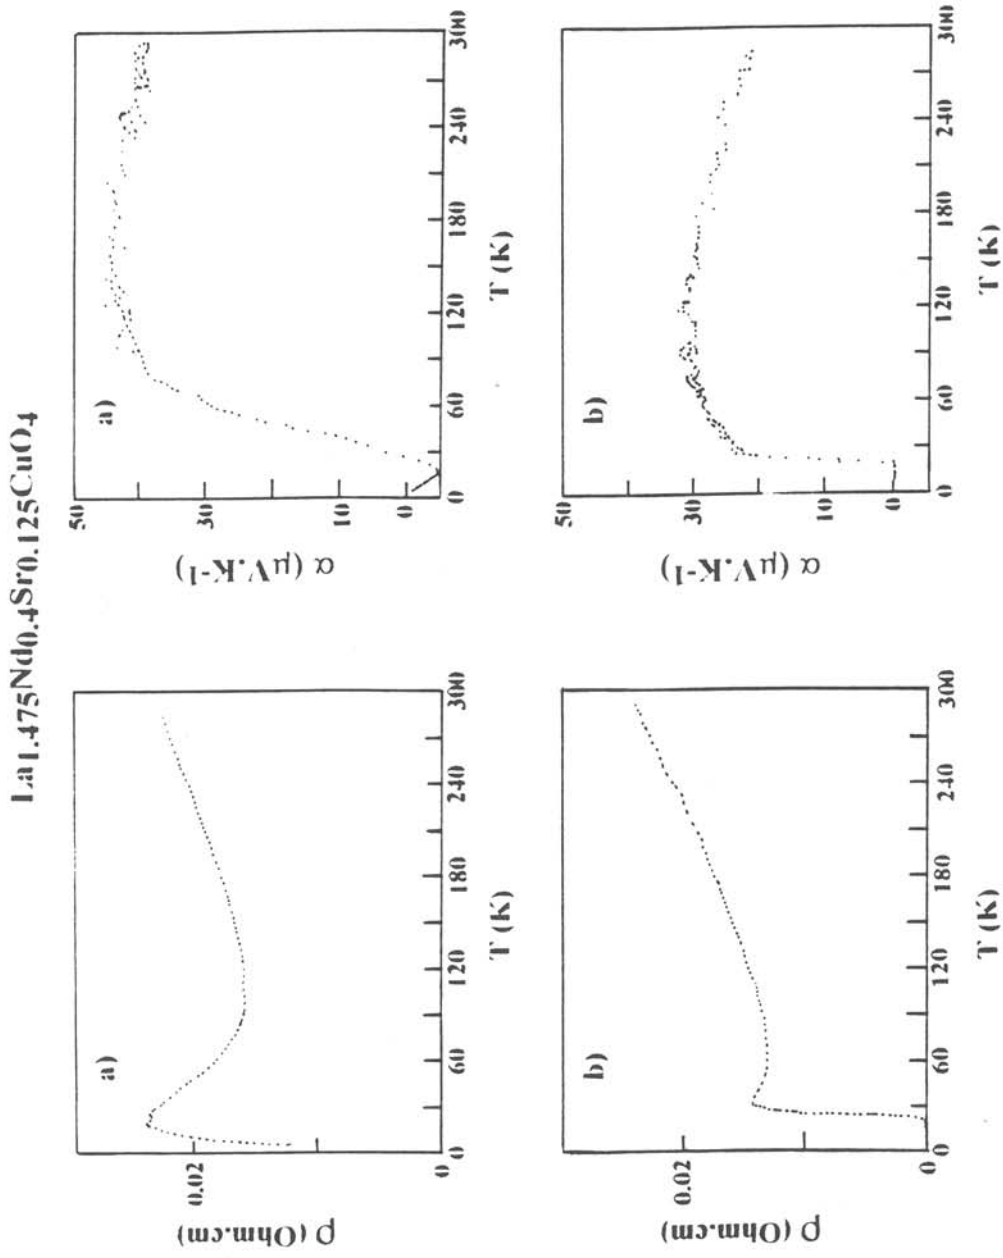 La1.475Nd0.4Sr0.125CuO4
a)
ρ (Ohm.cm)
0.02
0
0 60 120 180 240 300
T (K)
a)
α (μV.K-1)
50
30
10
0
0 60 120 180 240 300
T (K)
b)
ρ (Ohm.cm)
0.02
0
0 60 120 180 240 300
T (K)
b)
α (μV.K-1)
50
30
10
0
0 60 120 180 240 300
T (K)